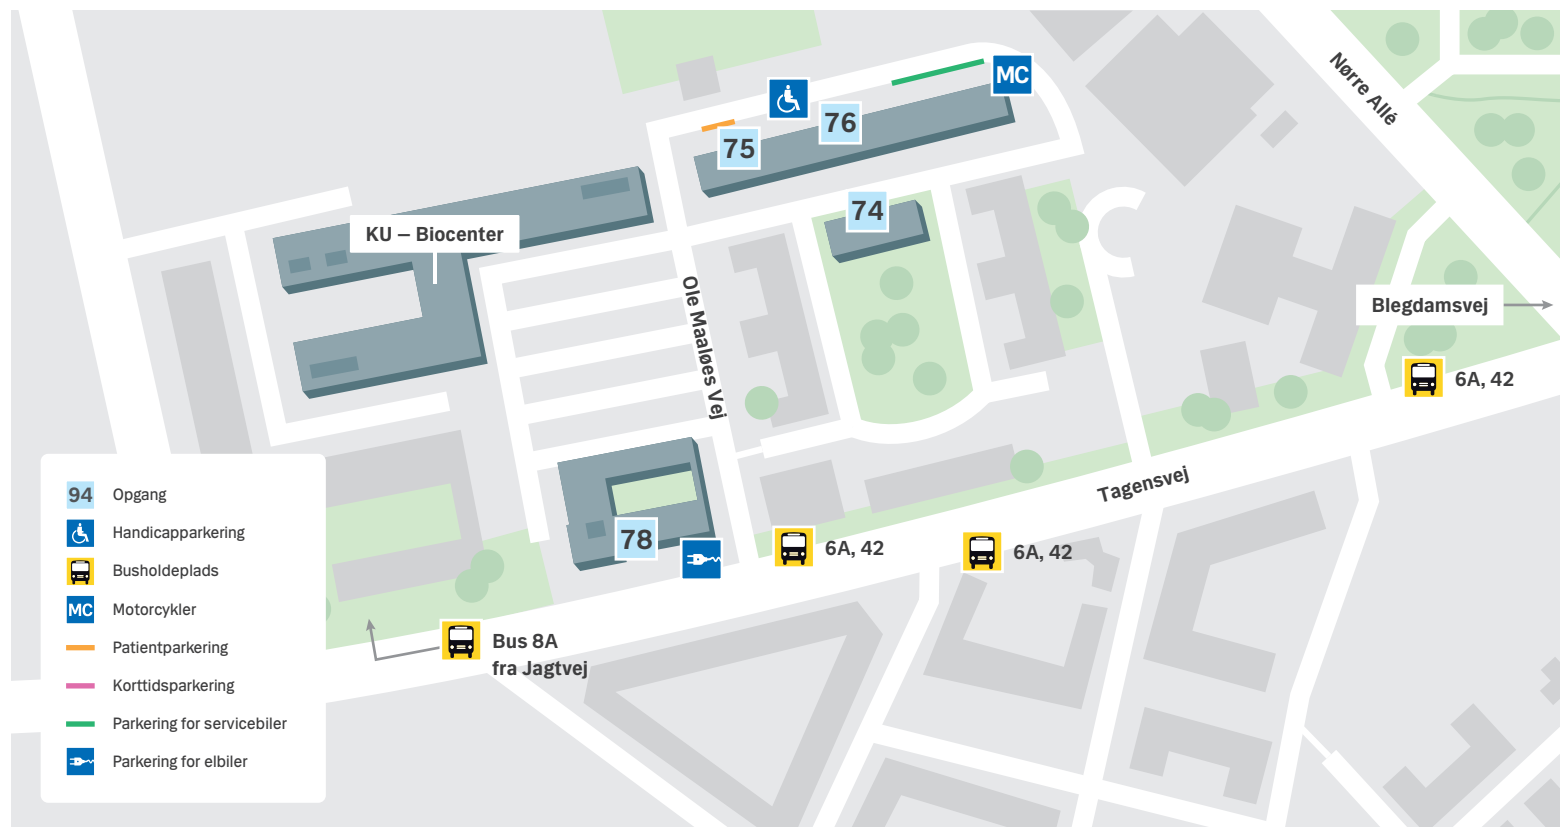 MC
Nørre Allé
76
75
74
KU – Biocenter
Ole Maaløes Vej
Blegdamsvej
6A, 42
Tagensvej
78
6A, 42
6A, 42
Bus 8A
fra Jagtvej
94 Opgang
Handicapparkering
Busholdeplads
MC Motorcykler
Patientparkering
Korttidsparkering
Parkering for servicebiler
Parkering for elbiler